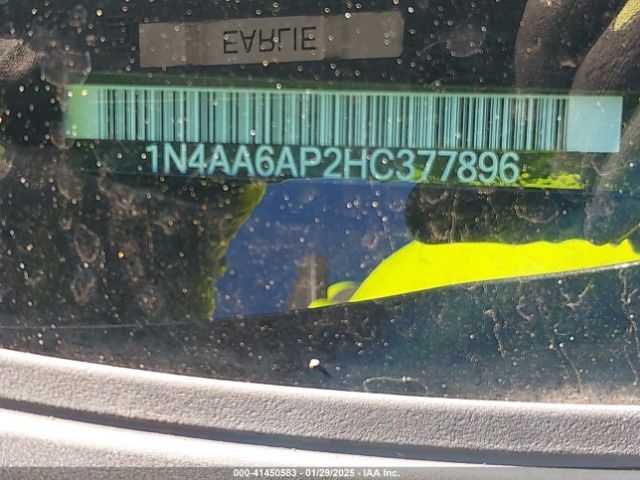 EARLIE
1N4AA6AP2HC377896
000-41450583 - 01/29/2025 - IAA Inc.